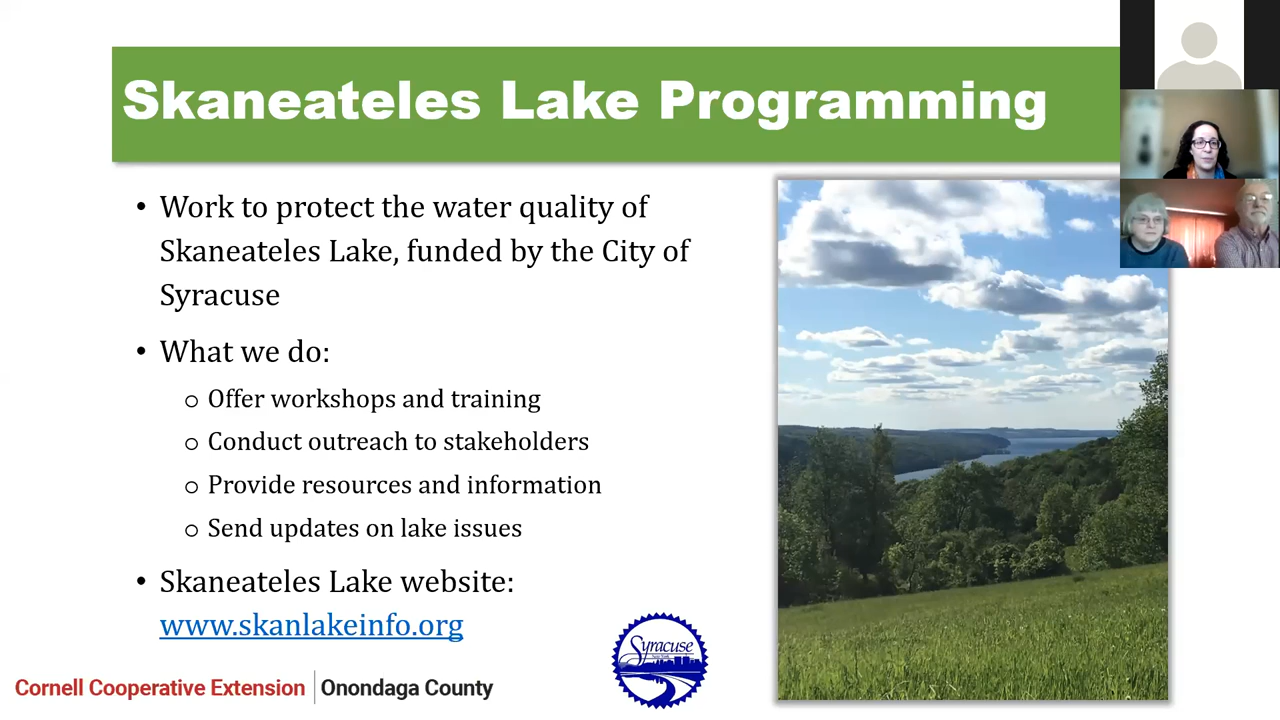 Skaneateles Lake Programming
• Work to protect the water quality of
Skaneateles Lake, funded by the City of
Syracuse
• What we do:
o Offer workshops and training
o Conduct outreach to stakeholders
o Provide resources and information
o Send updates on lake issues
• Skaneateles Lake website:
www.skanlakeinfo.org
Syracuse
Cornell Cooperative Extension | Onondaga County